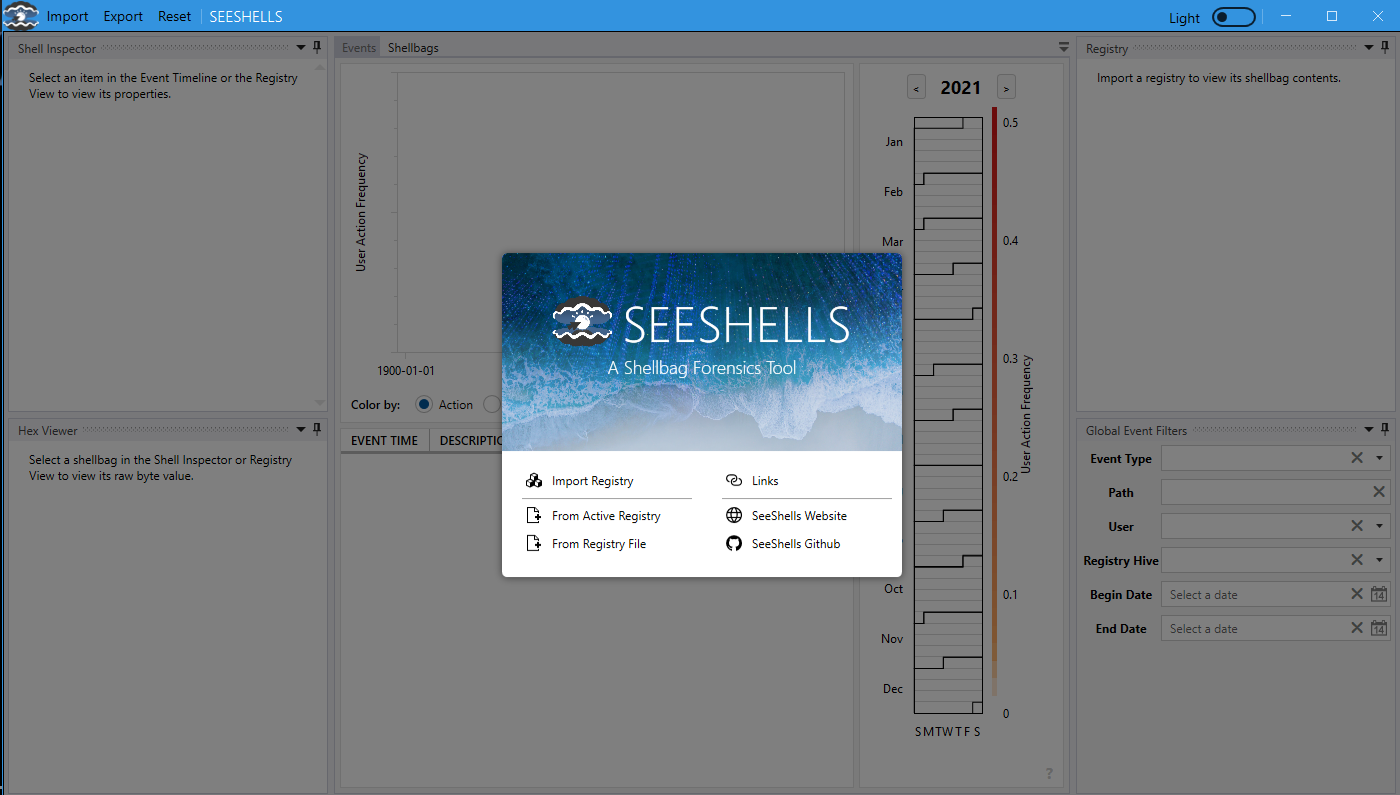 Import Export Reset SEESHELLS
Light
Shell Inspector
Select an item in the Event Timeline or the Registry
View to view its properties.
Hex Viewer
Select a shellbag in the Shell Inspector or Registry
View to view its raw byte value.
Events Shellbags
User Action Frequency
1900-01-01
Color by: Action
EVENT TIME DESCRIPTIO
SEESHELLS
A Shellbag Forensics Tool
Import Registry
From Active Registry
From Registry File
Links
SeeShells Website
SeeShells Github
< 2021 >
Jan
Feb
Mar
Oct
Nov
Dec
S M T W T F S
0.5
0.4
0.3
0.2
0.1
0
User Action Frequency
?
Registry
Import a registry to view its shellbag contents.
Global Event Filters
Event Type
Path
User
Registry Hive
Begin Date Select a date 14
End Date Select a date 14